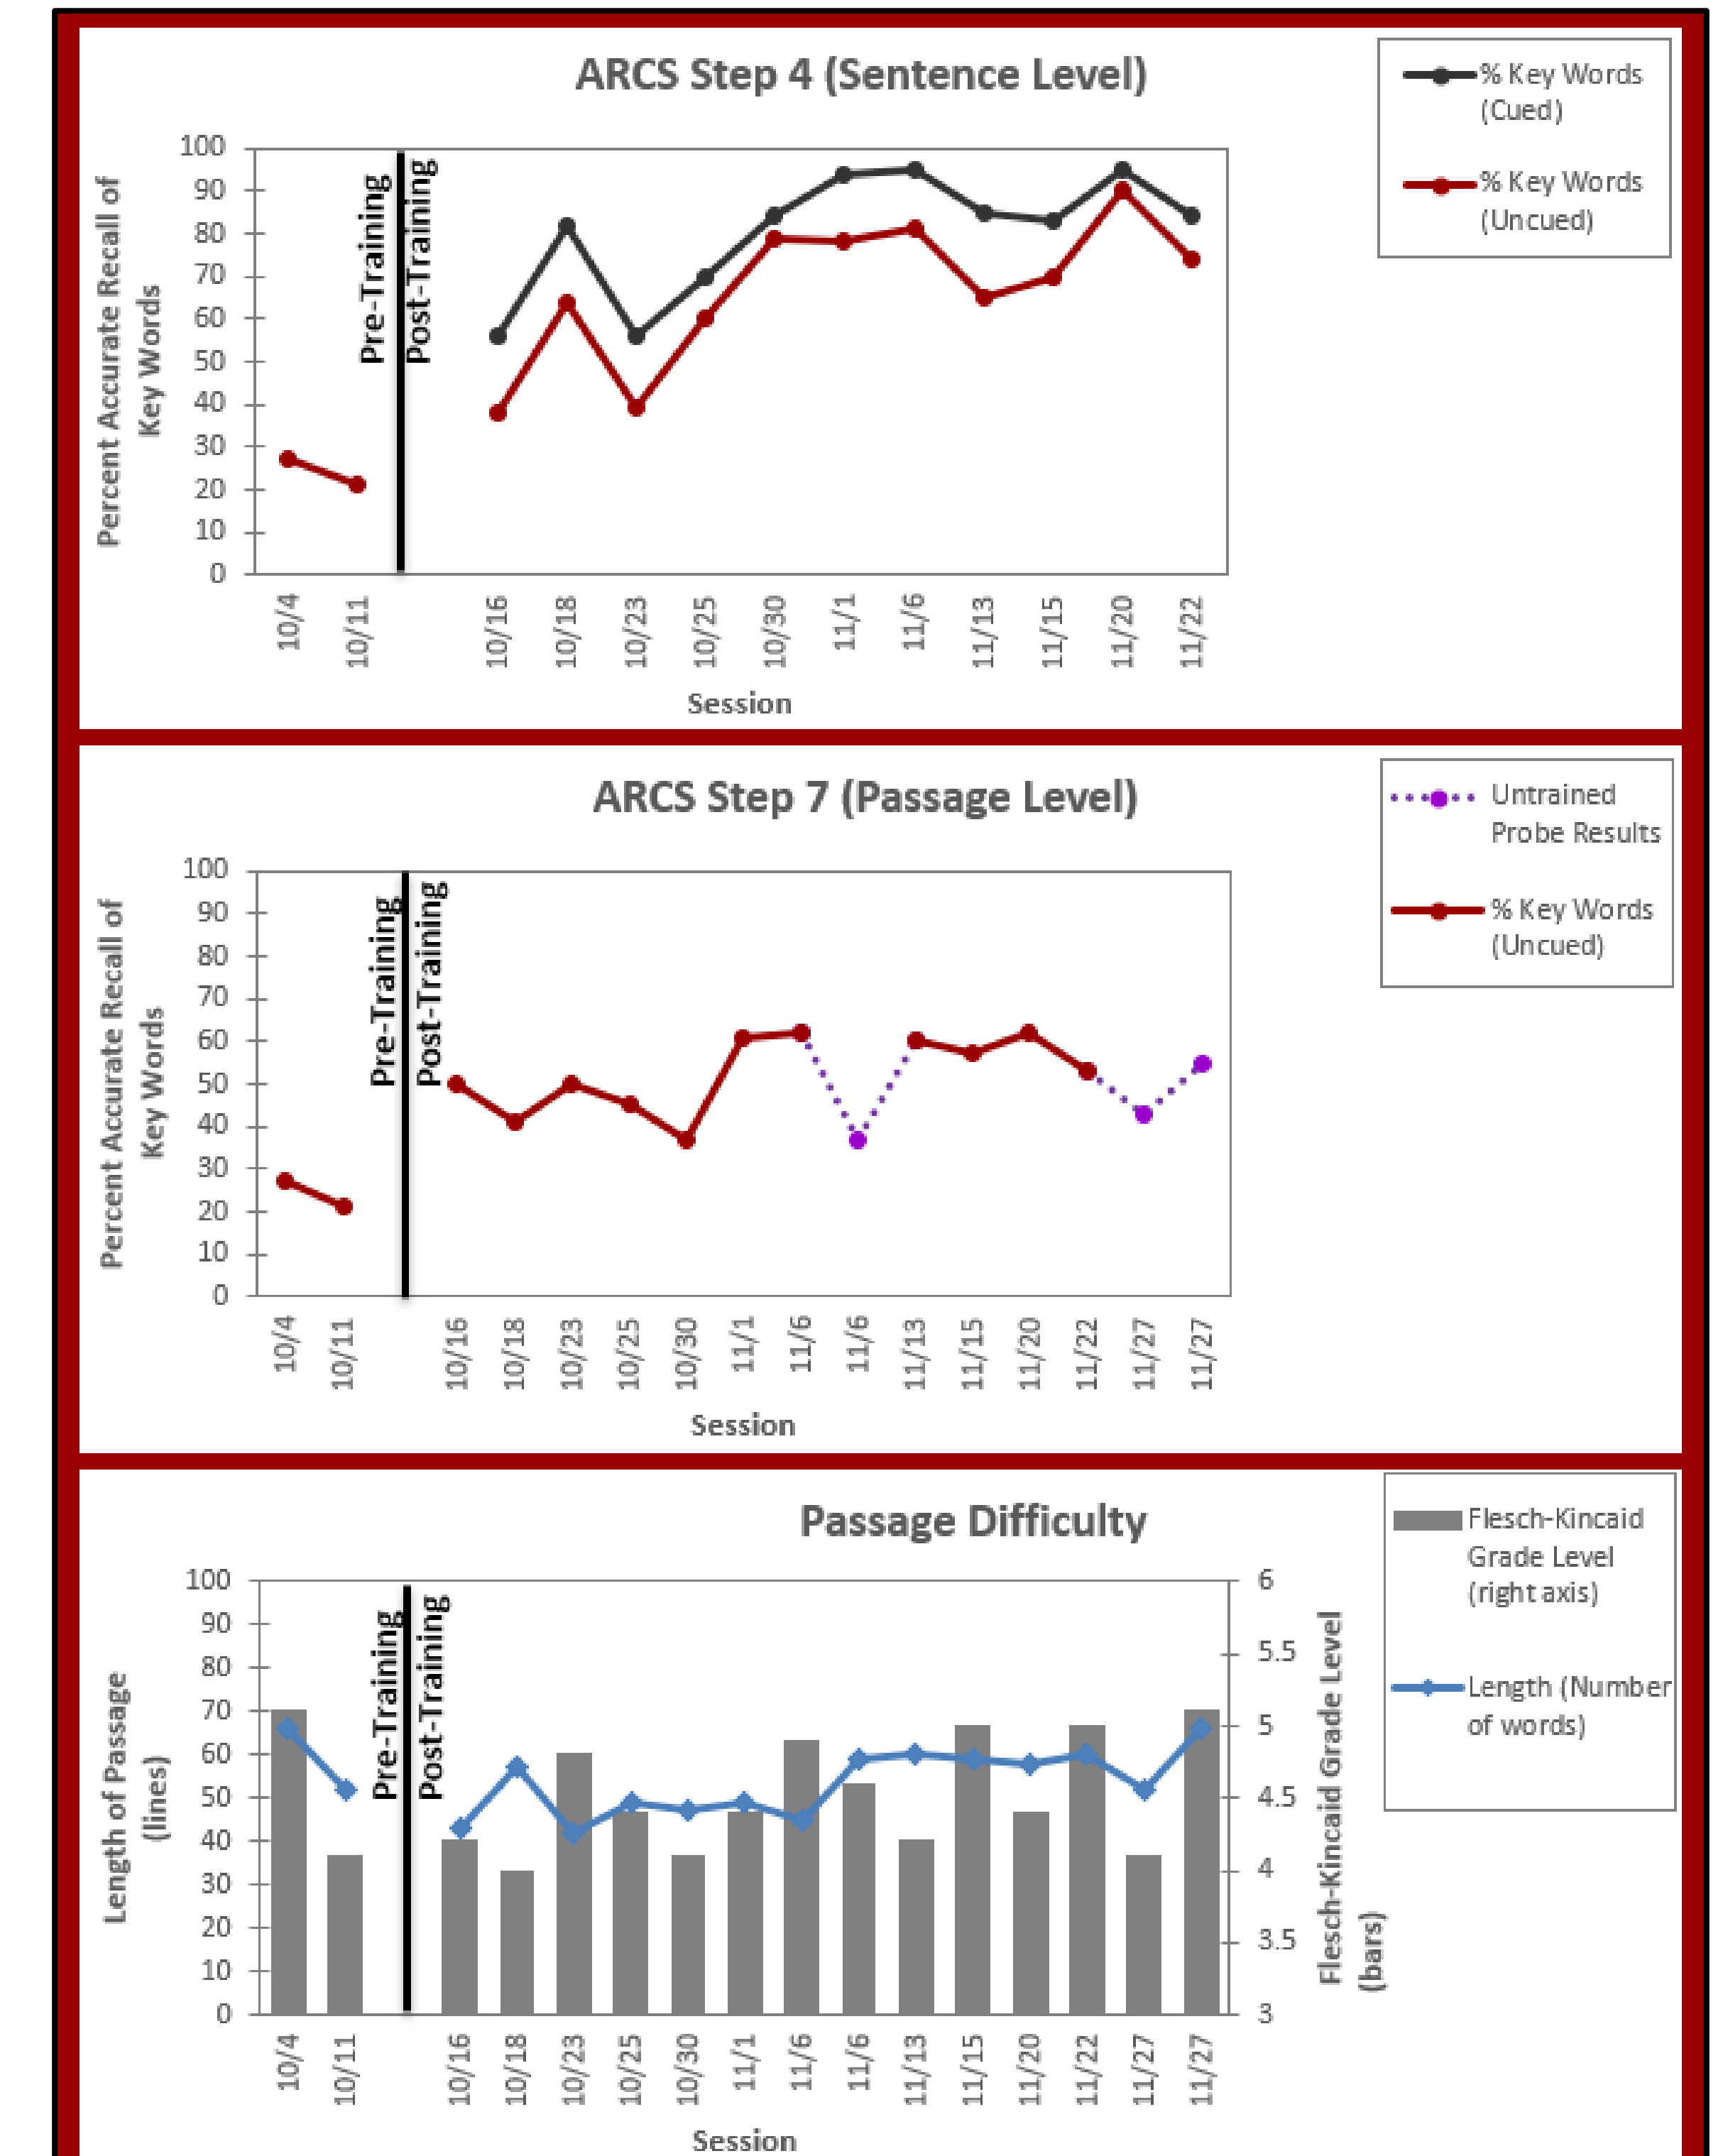 ARCS Step 4 (Sentence Level)
% Key Words
(Cued)
% Key Words
(Uncued)
Percent Accurate Recall of
Key Words
100
90
80
70
60
50
40
30
20
10
0
Pre-Training
Post-Training
10/4
10/11
10/16
10/18
10/23
10/25
10/30
11/1
11/6
11/13
11/15
11/20
11/22
Session
ARCS Step 7 (Passage Level)
Untrained
Probe Results
% Key Words
(Uncued)
Percent Accurate Recall of
Key Words
100
90
80
70
60
50
40
30
20
10
0
Pre-Training
Post-Training
10/4
10/11
10/16
10/18
10/23
10/25
10/30
11/1
11/6
11/6
11/13
11/15
11/20
11/22
11/27
11/27
Session
Passage Difficulty
Flesch-Kincaid
Grade Level
(right axis)
Length (Number
of words)
Length of Passage
(lines)
100
90
80
70
60
50
40
30
20
10
0
Pre-Training
Post-Training
6
5.5
5
4.5
4
3.5
3
Flesch-Kincaid Grade Level
(bars)
10/4
10/11
10/16
10/18
10/23
10/25
10/30
11/1
11/6
11/6
11/13
11/15
11/20
11/22
11/27
11/27
Session